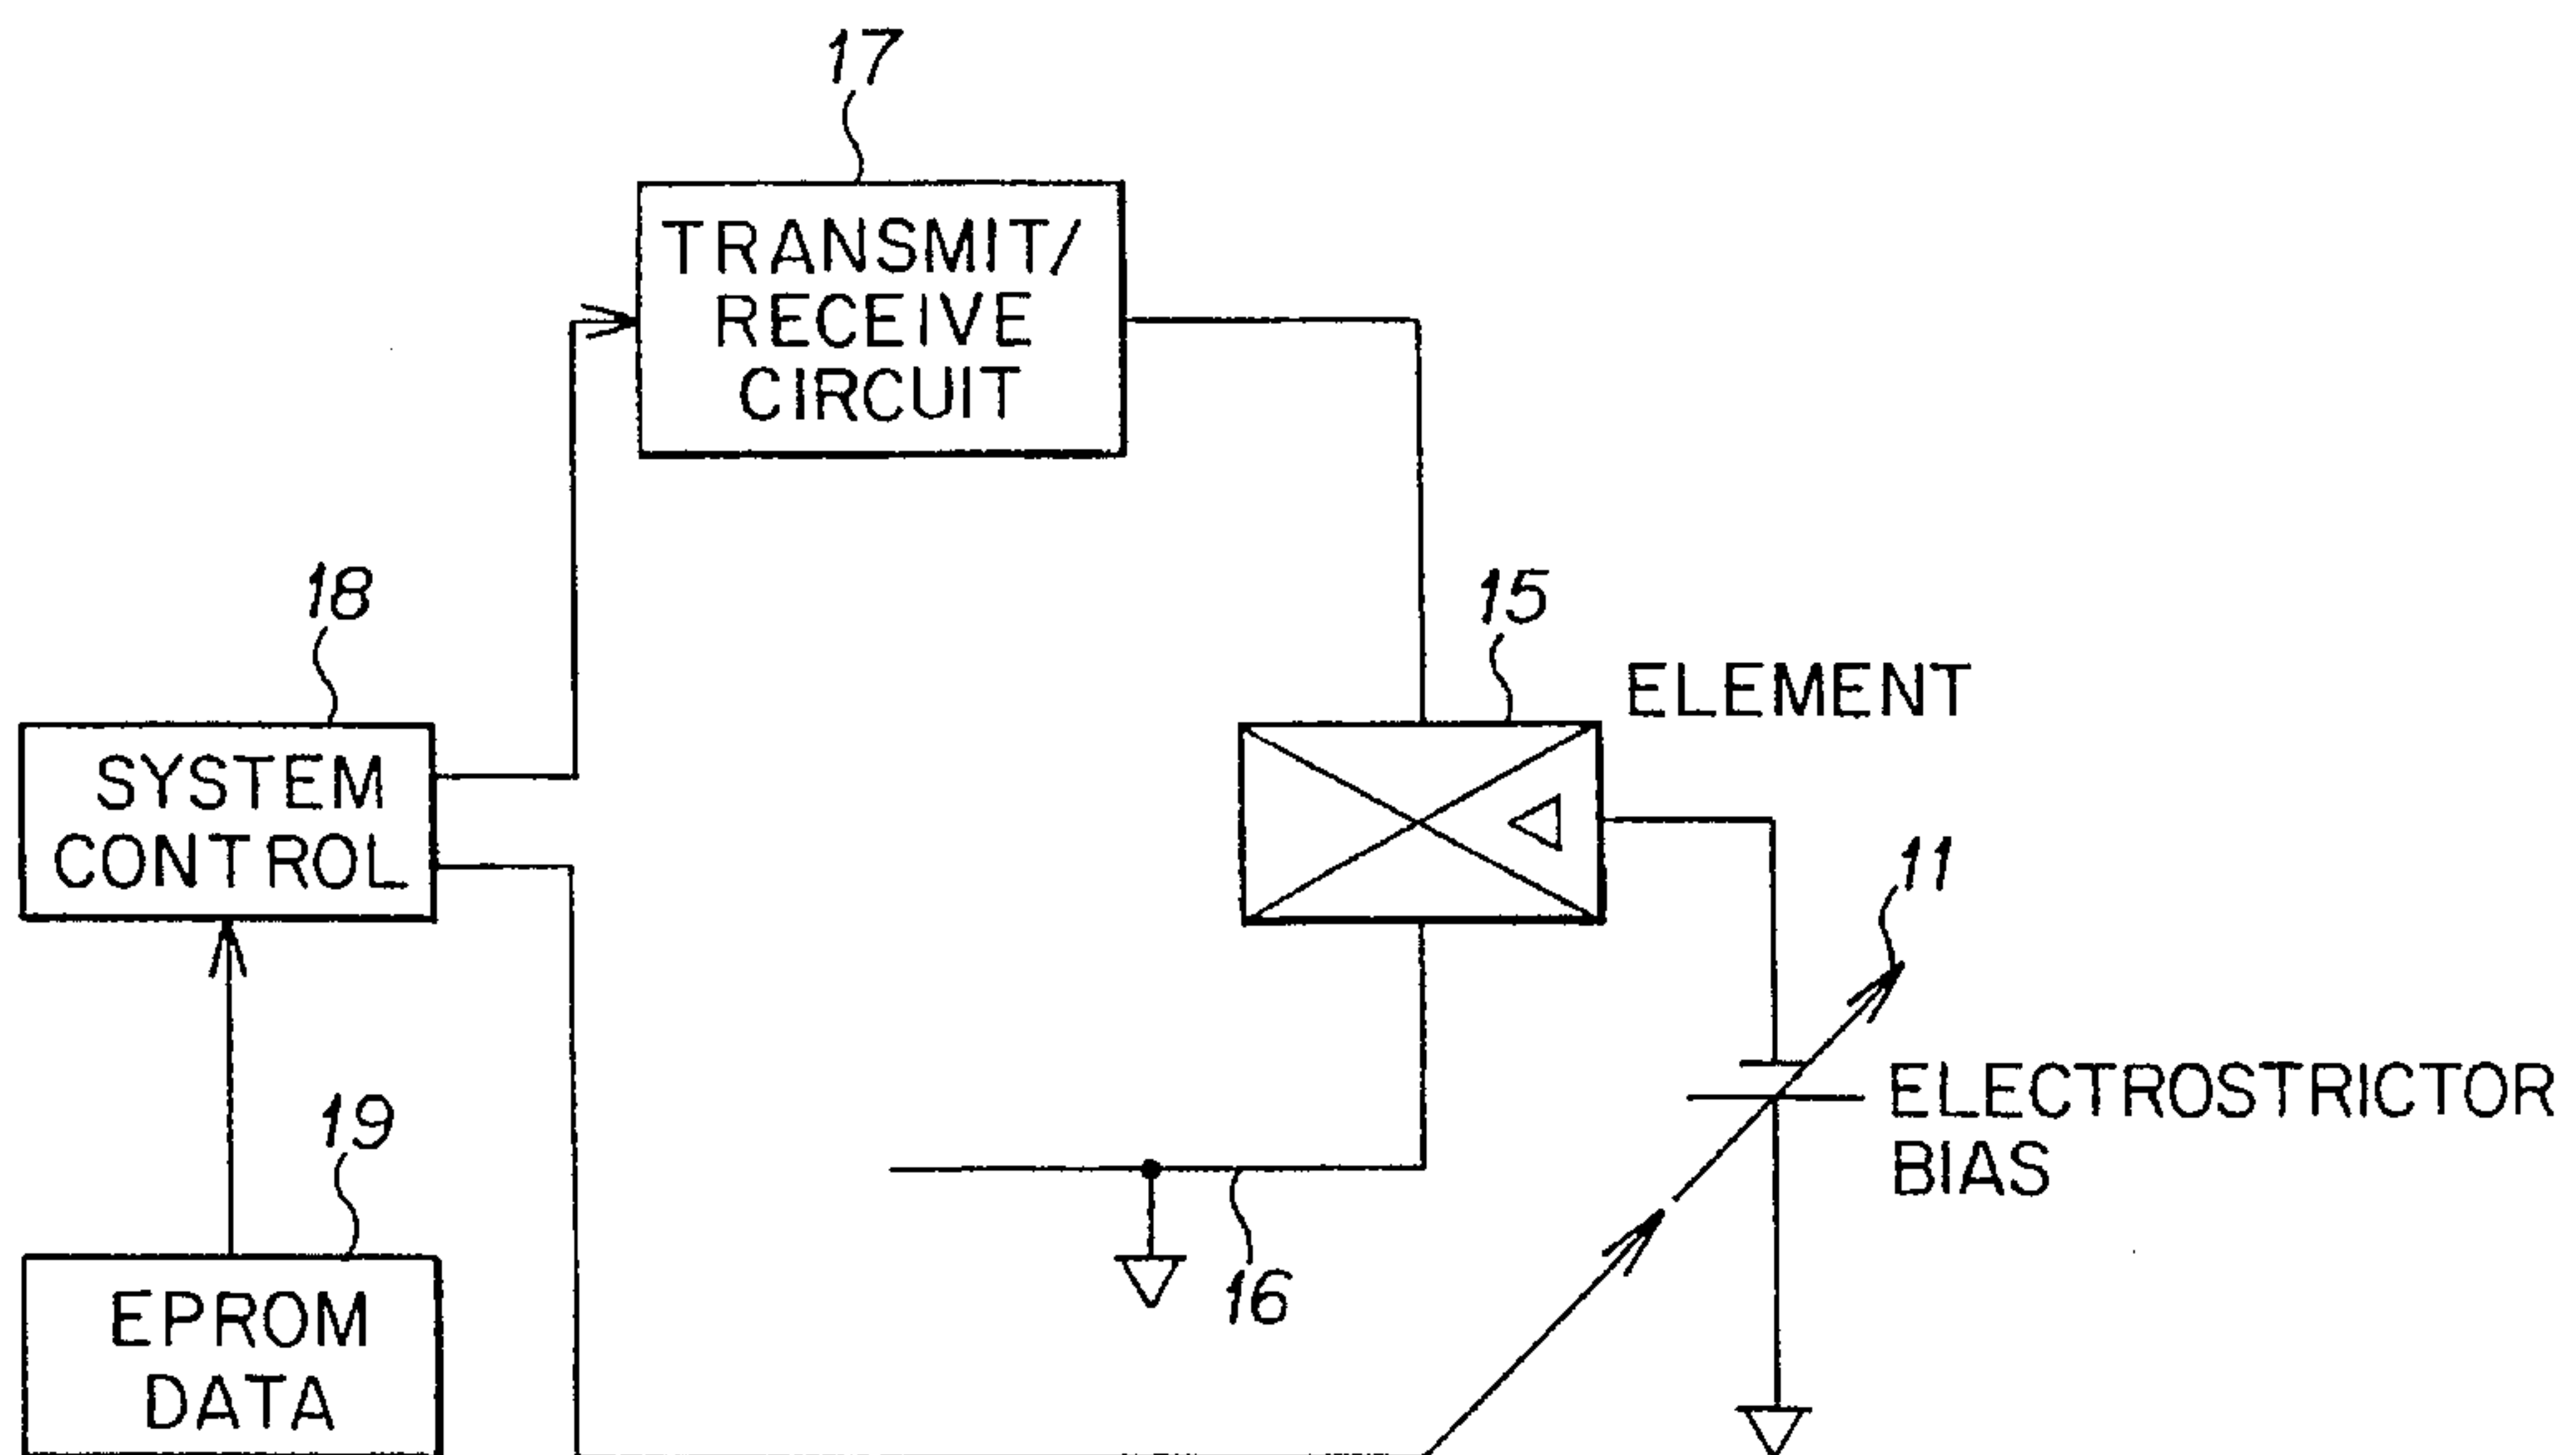 17
TRANSMIT/
RECEIVE
CIRCUIT
18
SYSTEM
CONTROL
15
ELEMENT
11
ELECTROSTRICTOR
BIAS
16
19
EPROM
DATA